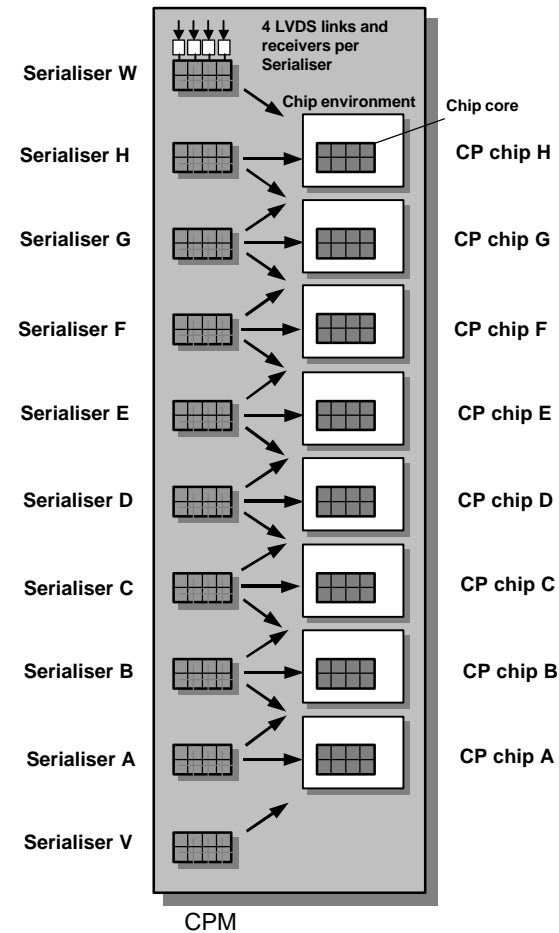 4 LVDS links and
receivers per
Serialiser
Serialiser W
Chip environment
Chip core
Serialiser H
CP chip H
Serialiser G
CP chip G
Serialiser F
CP chip F
Serialiser E
CP chip E
Serialiser D
CP chip D
Serialiser C
CP chip C
Serialiser B
CP chip B
Serialiser A
CP chip A
Serialiser V
CPM